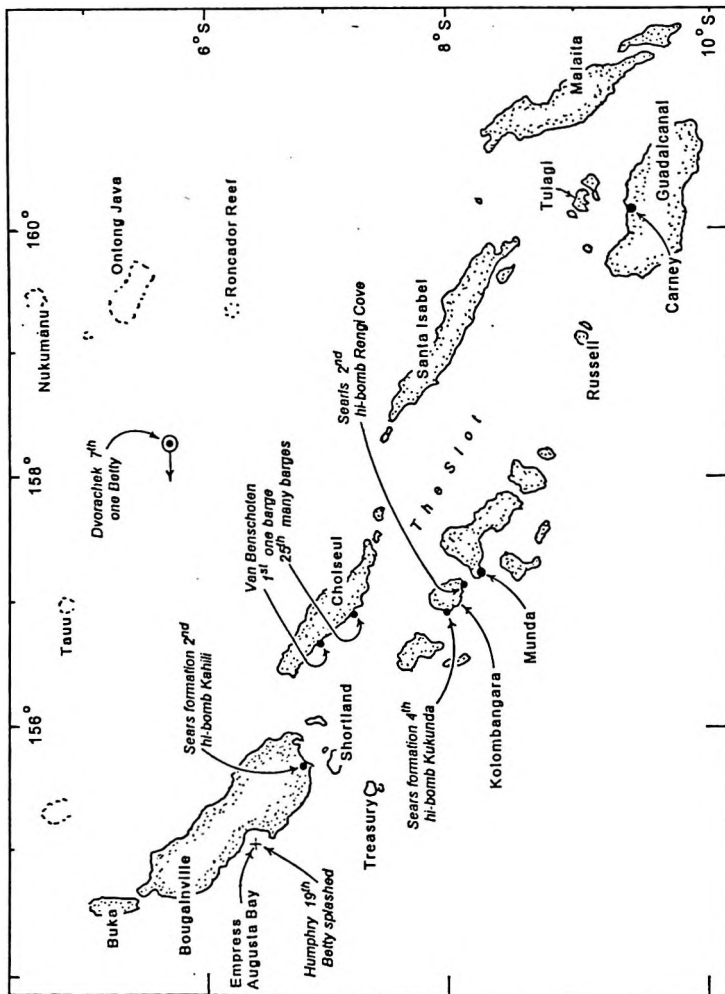 6°S
8°S
10°S
160°
158°
156°
Nukumanu
Ontong Java
Roncador Reef
Malaita
Tulagi
Guadalcanal
Carney
Russell
Santa Isabel
Searls 2nd
hi-bomb Rengi Cove
The Slot
Dvorachek 7th
one Betty
Van Benschoten
1st one barge
25th many barges
Choiseul
Tauu
Munda
Kolombangara
Sears formation 4th
hi-bomb Kukunda
Sears formation 2nd
hi-bomb Kahili
Shortland
Treasury
Buka
Bougainville
Empress
Augusta Bay
Humphry 19th
Betty splashed